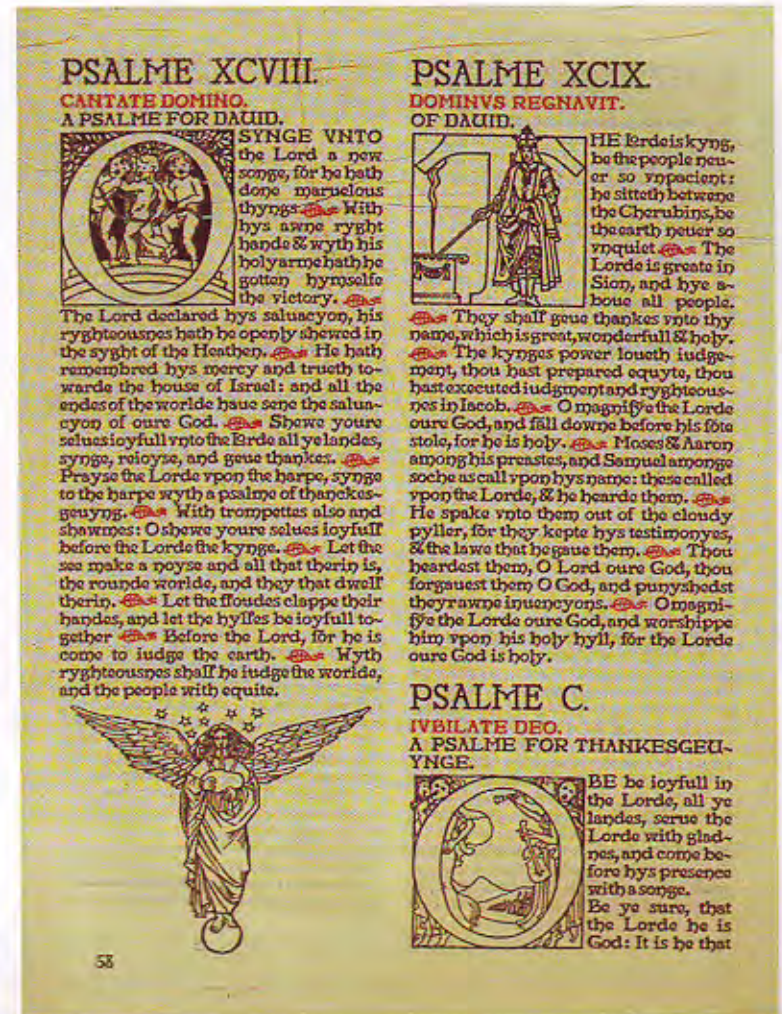 PSALME XCVIII.
CANTATE DOMINO.
A PSALME FOR DAUID.
O SYNGE VNTO
the Lord a new
songe, for he hath
done maruelous
thyngs. With
hys awne ryght
hande & wyth his
holy arme hath he
gotten hymselfe
the victory.
The Lord declared hys saluacyon, his
ryghteousnes hath he openly shewed in
the syght of the Heathen. He hath
remembred hys mercy and trueth to-
warde the house of Israel: and all the
endes of the worlde haue sene the salua-
cyon of oure God. Shewe youre
selues ioyfull vnto the Lorde all ye landes,
synge, reioyse, and geue thankes.
Prayse the Lorde vpon the harpe, synge
to the harpe wyth a psalme of thanckes-
geuyng. With trompettes also and
shawmes: O shewe youre selues ioyfull
before the Lorde the kynge. Let the
sea make a noyse and all that therin is,
the rounde worlde, and they that dwell
therin. Let the floudes clappe their
handes, and let the hylles be ioyfull to-
gether Before the Lord, for he is
come to iudge the earth. Wyth
ryghteousnes shall he iudge the worlde,
and the people with equite.
58
PSALME XCIX.
DOMINVS REGNAVIT.
OF DAUID.
THE Lorde is kyng,
be the people neu-
er so vnpacient:
he sitteth betwene
the Cherubins, be
the earth neuer so
vnquiet The
Lorde is greate in
Sion, and hye a-
boue all people.
They shall geue thankes vnto thy
name, which is great, wonderfull & holy.
The kynges power loueth iudge-
ment, thou hast prepared equyte, thou
hast executed iudgment and ryghteous-
nes in Iacob. O magnifye the Lorde
oure God, and fall downe before his fote
stole, for he is holy. Moses & Aaron
among his preastes, and Samuel amonge
soche as call vpon hys name: these called
vpon the Lorde, & he hearde them.
He spake vnto them out of the cloudy
pyller, for they kepte hys testimonyes,
& the lawe that he gaue them. Thou
heardest them, O Lord oure God, thou
forgauest them O God, and punyshedst
theyr awne inuencyons. O magni-
fye the Lorde oure God, and worshippe
him vpon his holy hyll, for the Lorde
oure God is holy.
PSALME C.
IVBILATE DEO.
A PSALME FOR THANKESGEU-
YNGE.
O BE be ioyfull in
the Lorde, all ye
landes, serue the
Lorde with glad-
nes, and come be-
fore hys presence
with a songe.
Be ye sure, that
the Lorde he is
God: It is he that